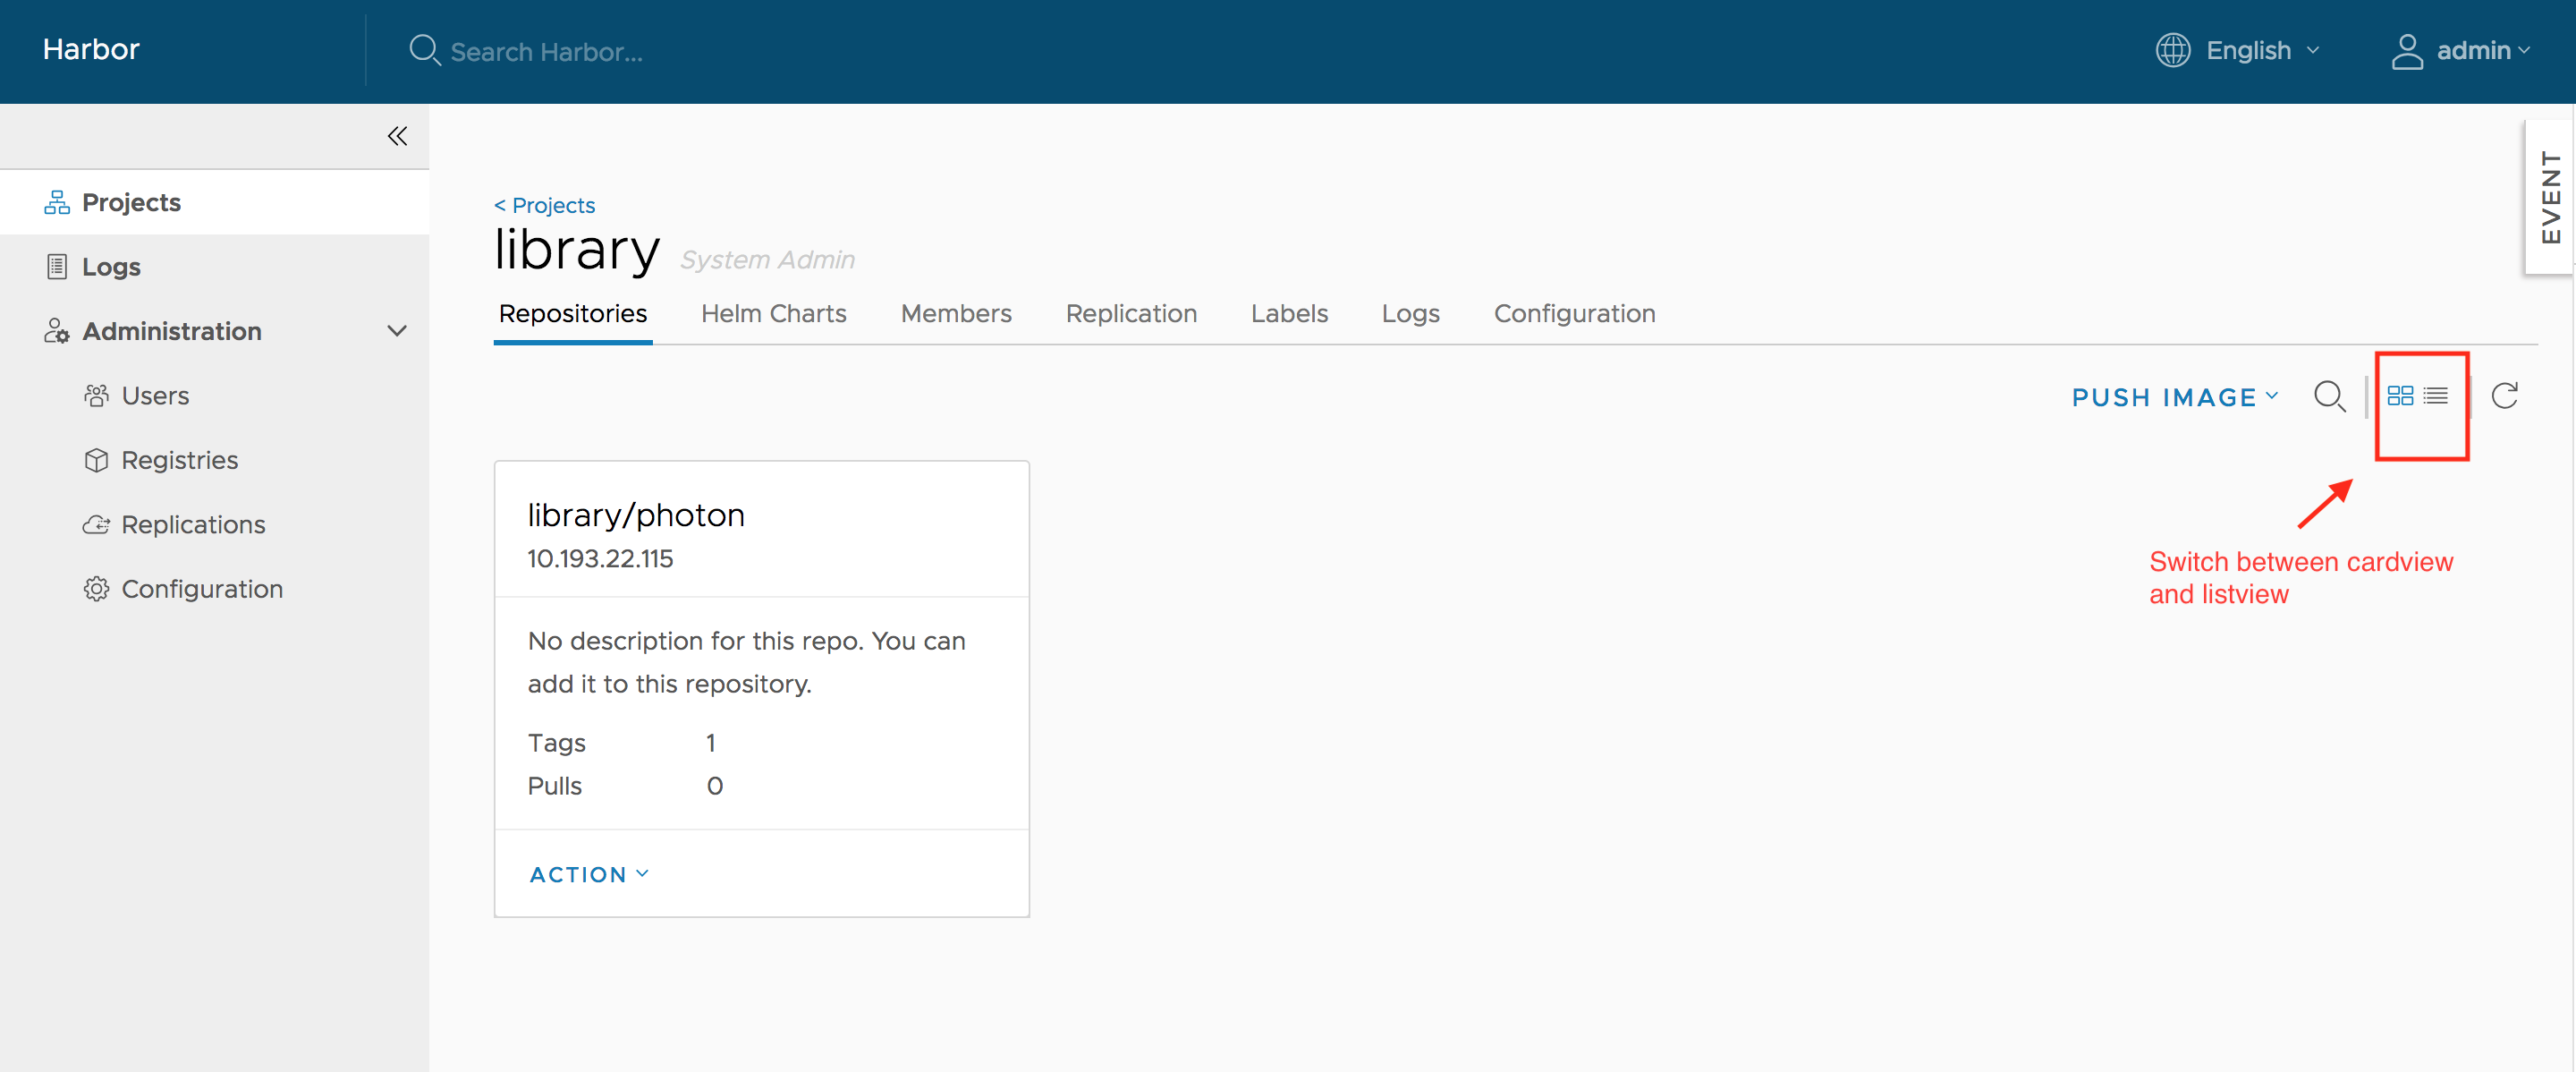 Harbor
Search Harbor...
English
admin
EVENT
Projects
Logs
Administration
Users
Registries
Replications
Configuration
< Projects
library System Admin
Repositories Helm Charts Members Replication Labels Logs Configuration
PUSH IMAGE
Switch between cardview
and listview
library/photon
10.193.22.115
No description for this repo. You can
add it to this repository.
Tags 1
Pulls 0
ACTION